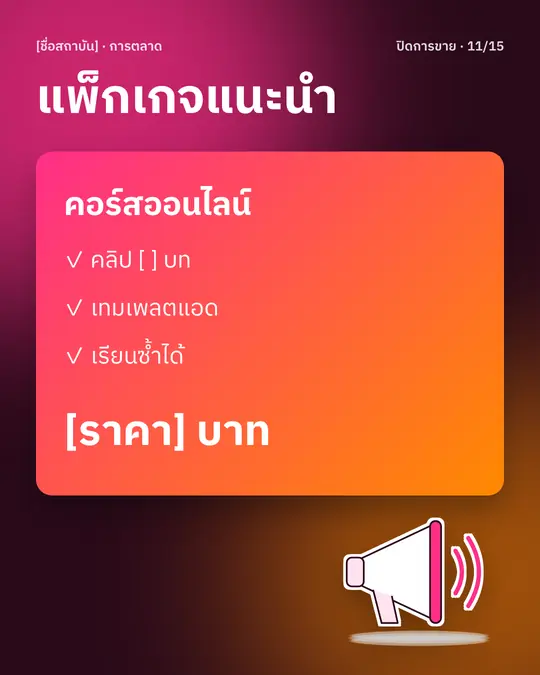 [ชื่อสถาบัน] · การตลาด
ปิดการขาย · 11/15
แพ็กเกจแนะนำ
คอร์สออนไลน์
✓ คลิป [ ] บท
✓ เทมเพลตแอด
✓ เรียนซ้ำได้
[ราคา] บาท